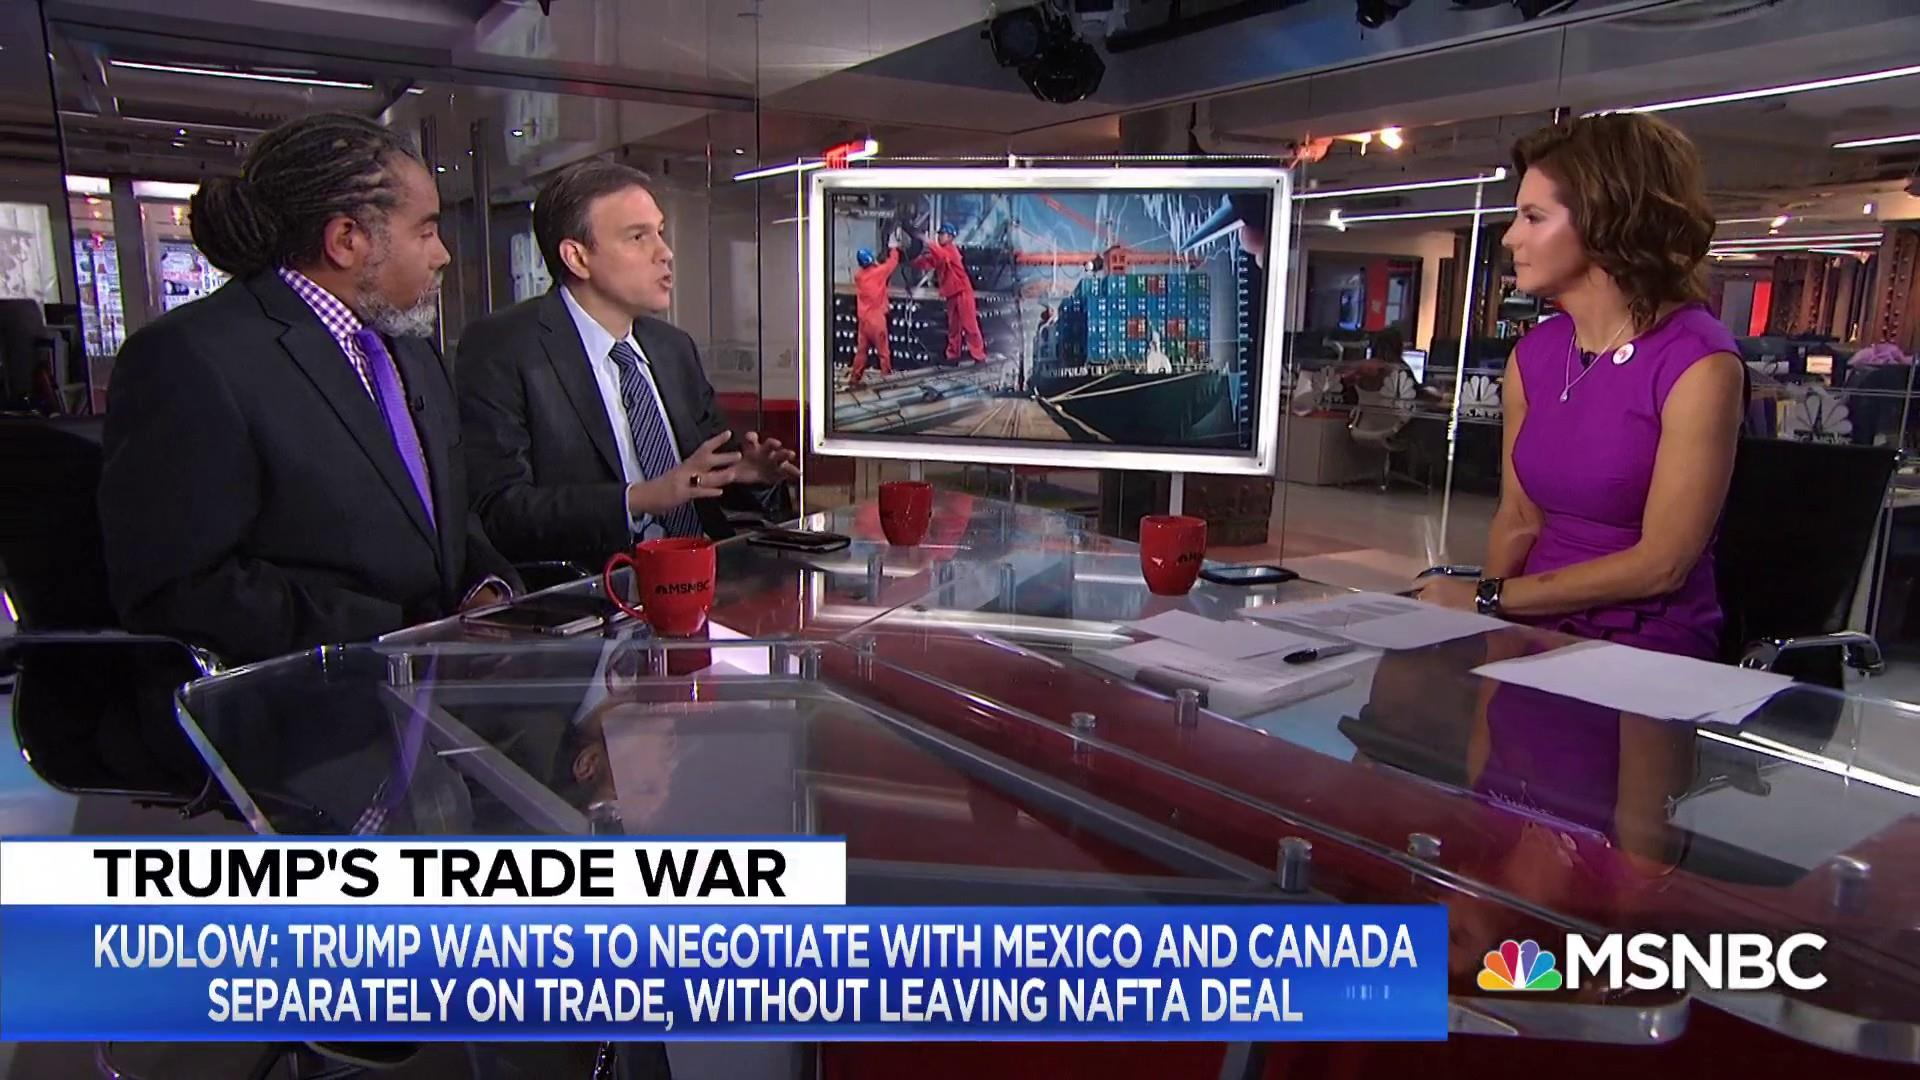 MSNBC
TRUMP'S TRADE WAR
KUDLOW: TRUMP WANTS TO NEGOTIATE WITH MEXICO AND CANADA
SEPARATELY ON TRADE, WITHOUT LEAVING NAFTA DEAL
MSNBC